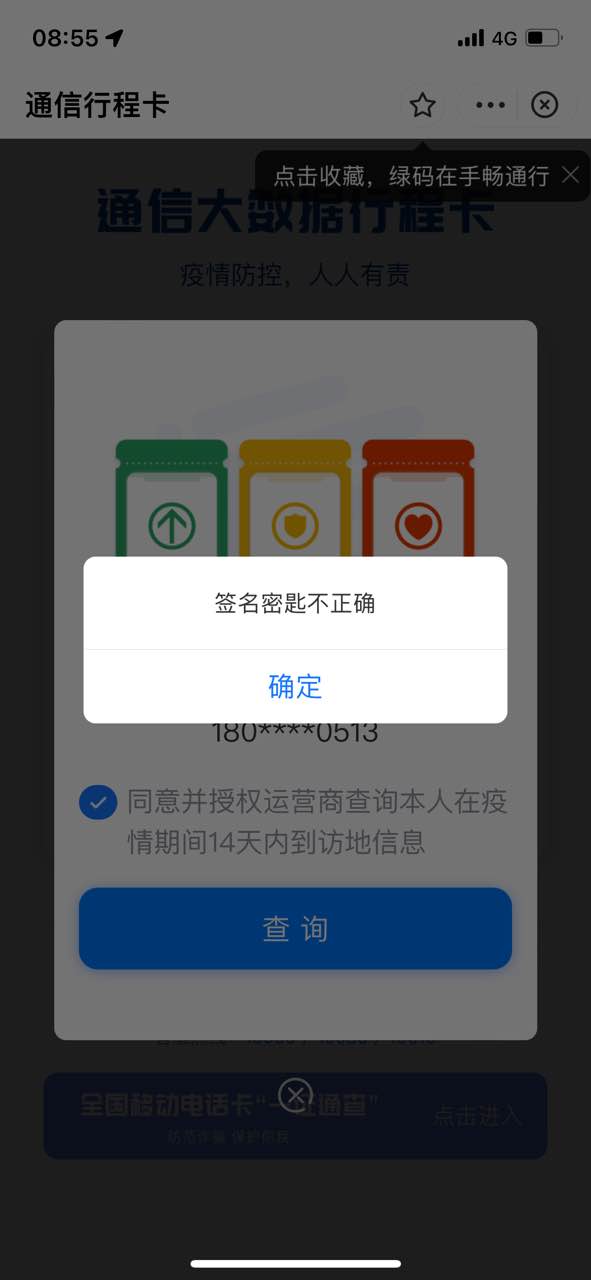 08:55
4G
通信行程卡
点击收藏，绿码在手畅通行
通信大数据行程卡
疫情防控，人人有责
签名密匙不正确
确定
180****0513
同意并授权运营商查询本人在疫
情期间14天内到访地信息
查 询
全国移动电话卡“一证通查”
点击进入
防范诈骗 保护你我